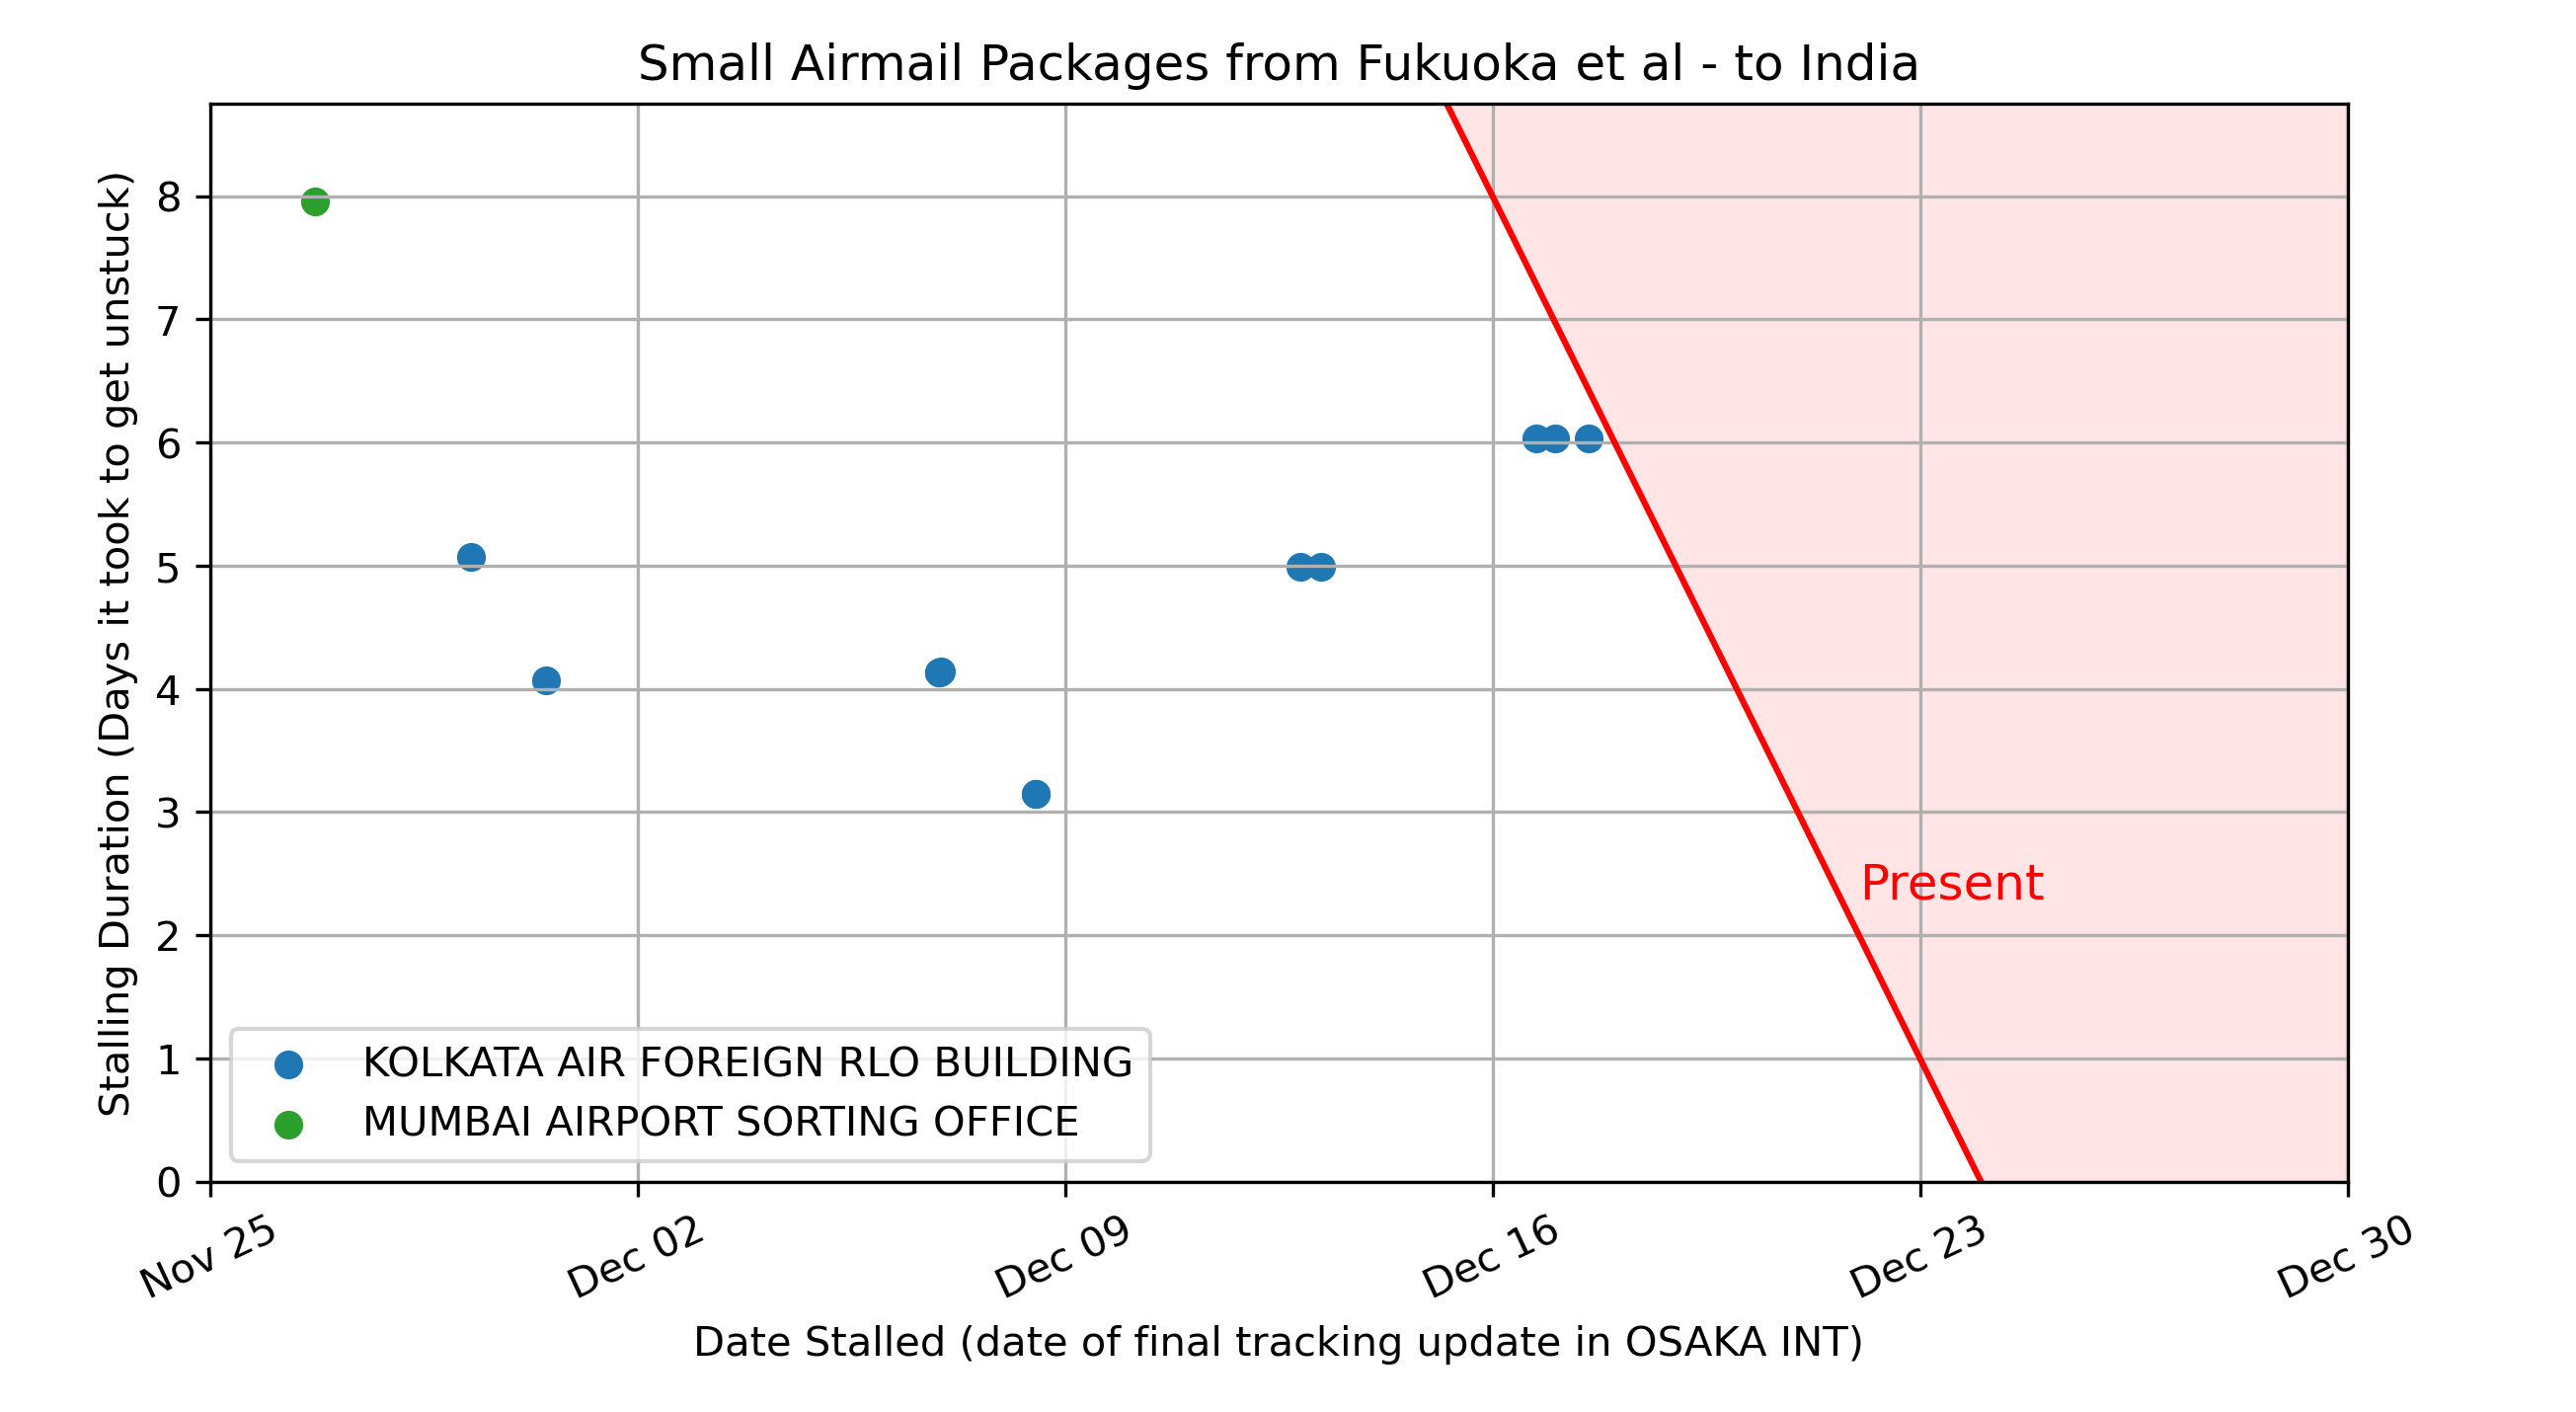 Small Airmail Packages from Fukuoka et al - to India
Stalling Duration (Days it took to get unstuck)
8
7
6
5
4
3
2
1
0
Present
KOLKATA AIR FOREIGN RLO BUILDING
MUMBAI AIRPORT SORTING OFFICE
Nov 25
Dec 02
Dec 09
Dec 16
Dec 23
Dec 30
Date Stalled (date of final tracking update in OSAKA INT)